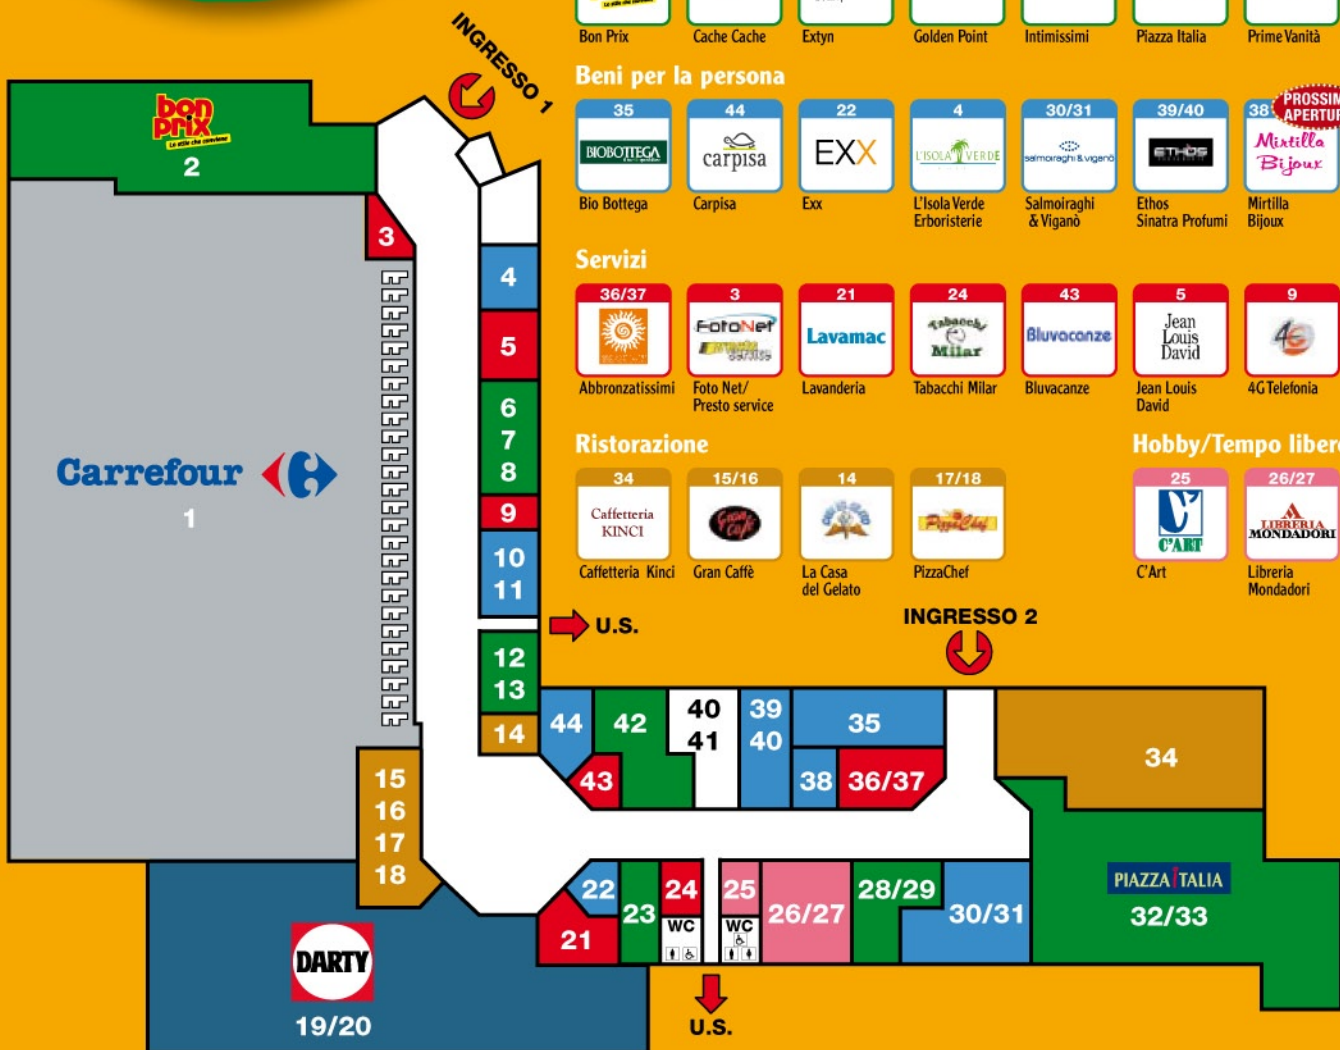 Bon Prix
Cache Cache
Extyn
Golden Point
Intimissimi
Piazza Italia
Prime Vanità
INGRESSO 1
Beni per la persona
35
44
22
4
30/31
39/40
38
PROSSIM
APERTUR
BIOBOTTEGA
carpisa
EXX
L'ISOLA VERDE
salmoiraghi & viganò
ETHOS
Mirtilla
Bijoux
Bio Bottega
Carpisa
Exx
L'Isola Verde
Erboristerie
Salmoiraghi
& Viganò
Ethos
Sinatra Profumi
Mirtilla
Bijoux
Servizi
36/37
3
21
24
43
5
9
FotoNet
Presto
service
Lavamac
Tabacchi
Milar
Bluvacanze
Jean
Louis
David
4G
Abbronzatissimi
Foto Net/
Presto service
Lavanderia
Tabacchi Milar
Bluvacanze
Jean Louis
David
4G Telefonia
Ristorazione
Hobby/Tempo libero
34
15/16
14
17/18
25
26/27
Caffetteria
KINCI
Gran
Cafè
PizzaChef
C'ART
LIBRERIA
MONDADORI
Caffetteria Kinci
Gran Caffè
La Casa
del Gelato
PizzaChef
C'Art
Libreria
Mondadori
bon
prix
2
3
4
5
6
7
8
9
10
11
12
13
14
Carrefour
1
U.S.
INGRESSO 2
44
42
40
41
39
40
35
43
38
36/37
34
15
16
17
18
22
23
24
25
26/27
28/29
30/31
21
WC
WC
PIAZZA ITALIA
32/33
DARTY
19/20
U.S.